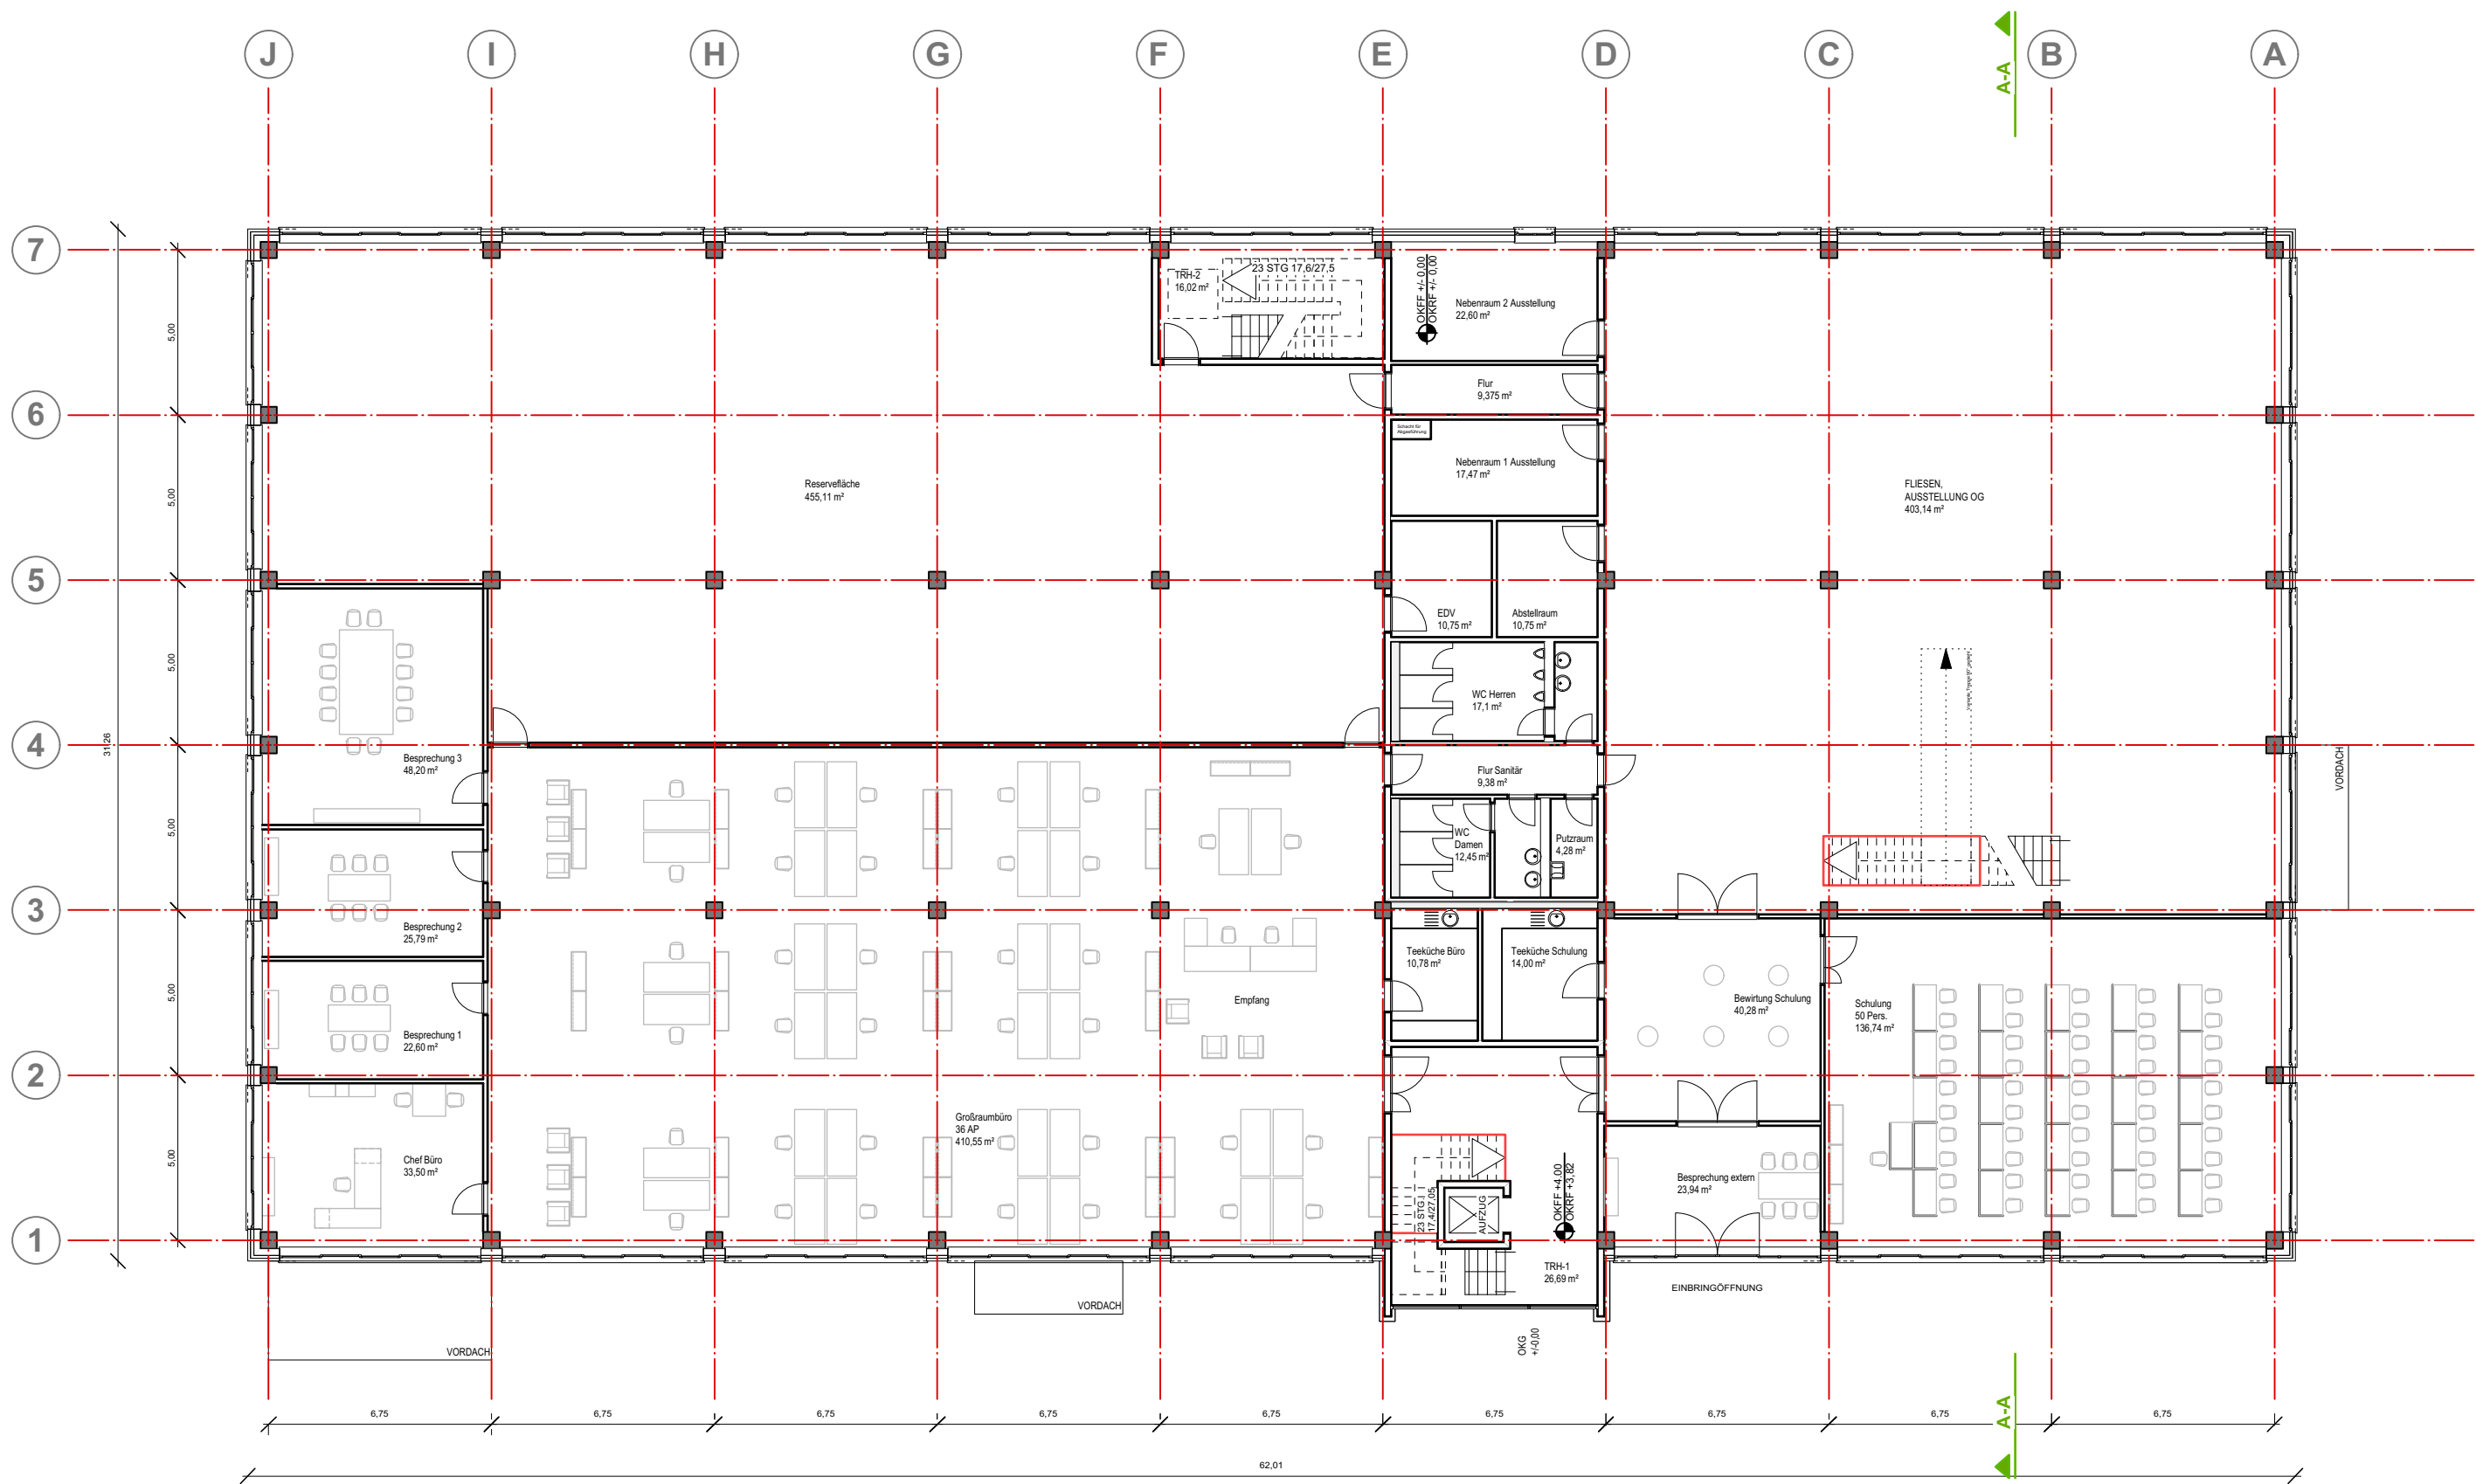 J I H G F E D C B A
A-A
7
6
5
4
3
2
1
5,00
5,00
5,00
5,00
5,00
5,00
31,26
TRH-2
16,02 m²
23 STG 17,6/27,5
OKFF +/- 0,00
OKRF +/- 0,00
Nebenraum 2 Ausstellung
22,60 m²
Flur
9,375 m²
Schacht für
Abgasführung
Nebenraum 1 Ausstellung
17,47 m²
Reservefläche
455,11 m²
FLIESEN,
AUSSTELLUNG OG
403,14 m²
EDV
10,75 m²
Abstellraum
10,75 m²
WC Herren
17,1 m²
Flur Sanitär
9,38 m²
WC
Damen
12,45 m²
Putzraum
4,28 m²
VORDACH
Besprechung 3
48,20 m²
Besprechung 2
25,79 m²
Besprechung 1
22,60 m²
Chef Büro
33,50 m²
Empfang
Großraumbüro
36 AP
410,55 m²
Teeküche Büro
10,78 m²
Teeküche Schulung
14,00 m²
Bewirtung Schulung
40,28 m²
Schulung
50 Pers.
136,74 m²
Besprechung extern
23,94 m²
23 STG
17,4/27,05
AUFZUG
OKFF +4,00
OKRF +3,82
TRH-1
26,69 m²
EINBRINGÖFFNUNG
VORDACH
VORDACH
OKG
+/-0,00
A-A
6,75 6,75 6,75 6,75 6,75 6,75 6,75 6,75 6,75
62,01